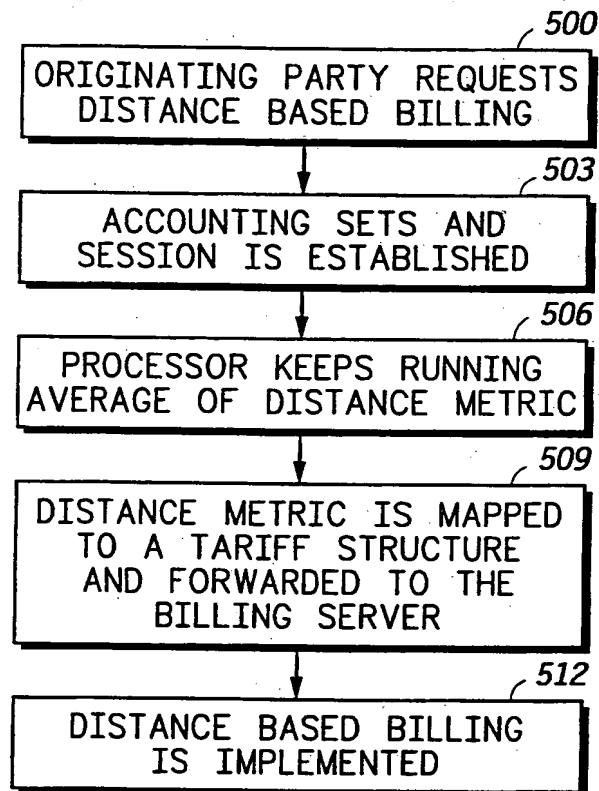 500
ORIGINATING PARTY REQUESTS
DISTANCE BASED BILLING
503
ACCOUNTING SETS AND
SESSION IS ESTABLISHED
506
PROCESSOR KEEPS RUNNING
AVERAGE OF DISTANCE METRIC
509
DISTANCE METRIC IS MAPPED
TO A TARIFF STRUCTURE
AND FORWARDED TO THE
BILLING SERVER
512
DISTANCE BASED BILLING
IS IMPLEMENTED